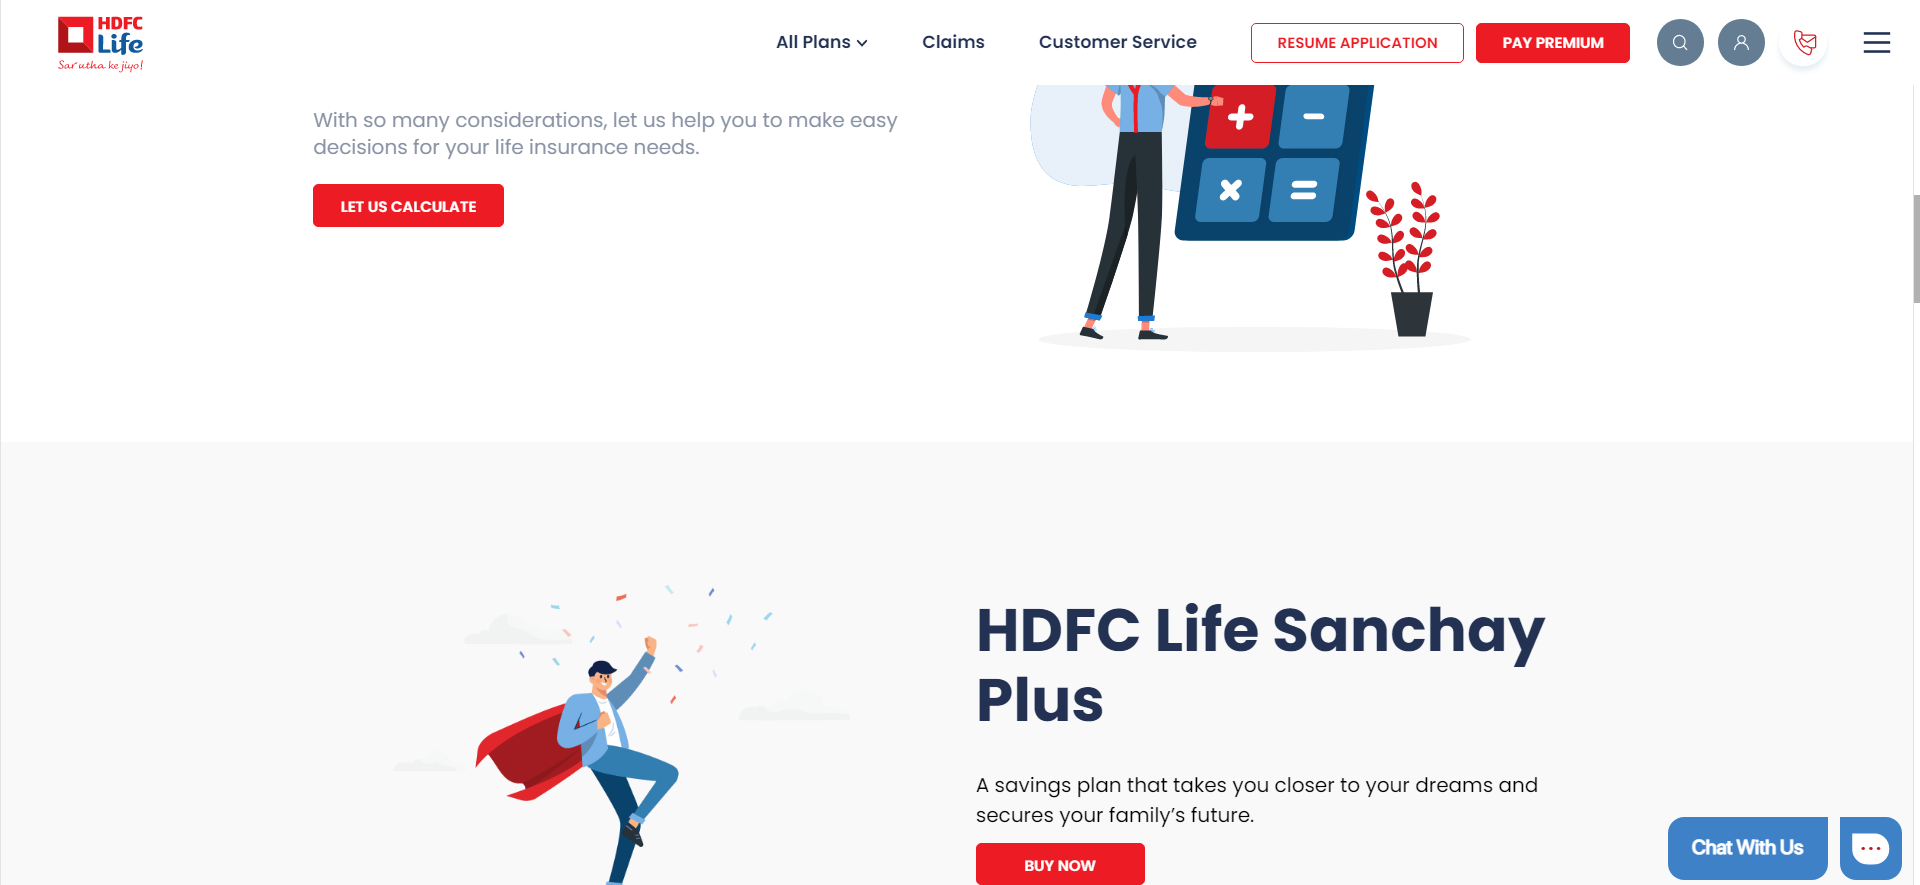 HDFC
Life
Sar utha ke jiyo!
All Plans
Claims
Customer Service
RESUME APPLICATION
PAY PREMIUM
With so many considerations, let us help you to make easy
decisions for your life insurance needs.
LET US CALCULATE
HDFC Life Sanchay
Plus
A savings plan that takes you closer to your dreams and
secures your family’s future.
BUY NOW
Chat With Us